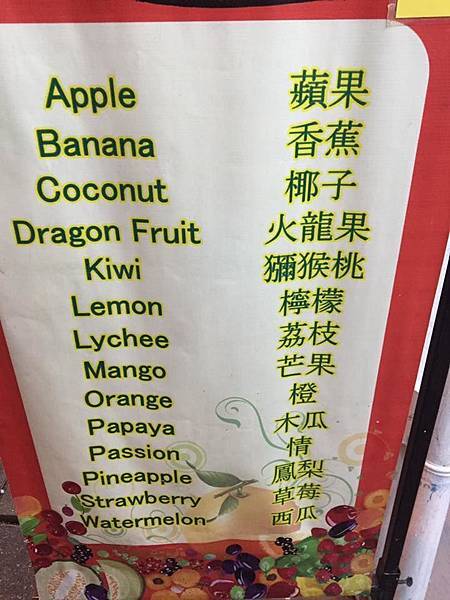 Apple 蘋果
Banana 香蕉
Coconut 椰子
Dragon Fruit 火龍果
Kiwi 獼猴桃
Lemon 檸檬
Lychee 荔枝
Mango 芒果
Orange 橙
Papaya 木瓜
Passion 情
Pineapple 鳳梨
Strawberry 草莓
Watermelon 西瓜